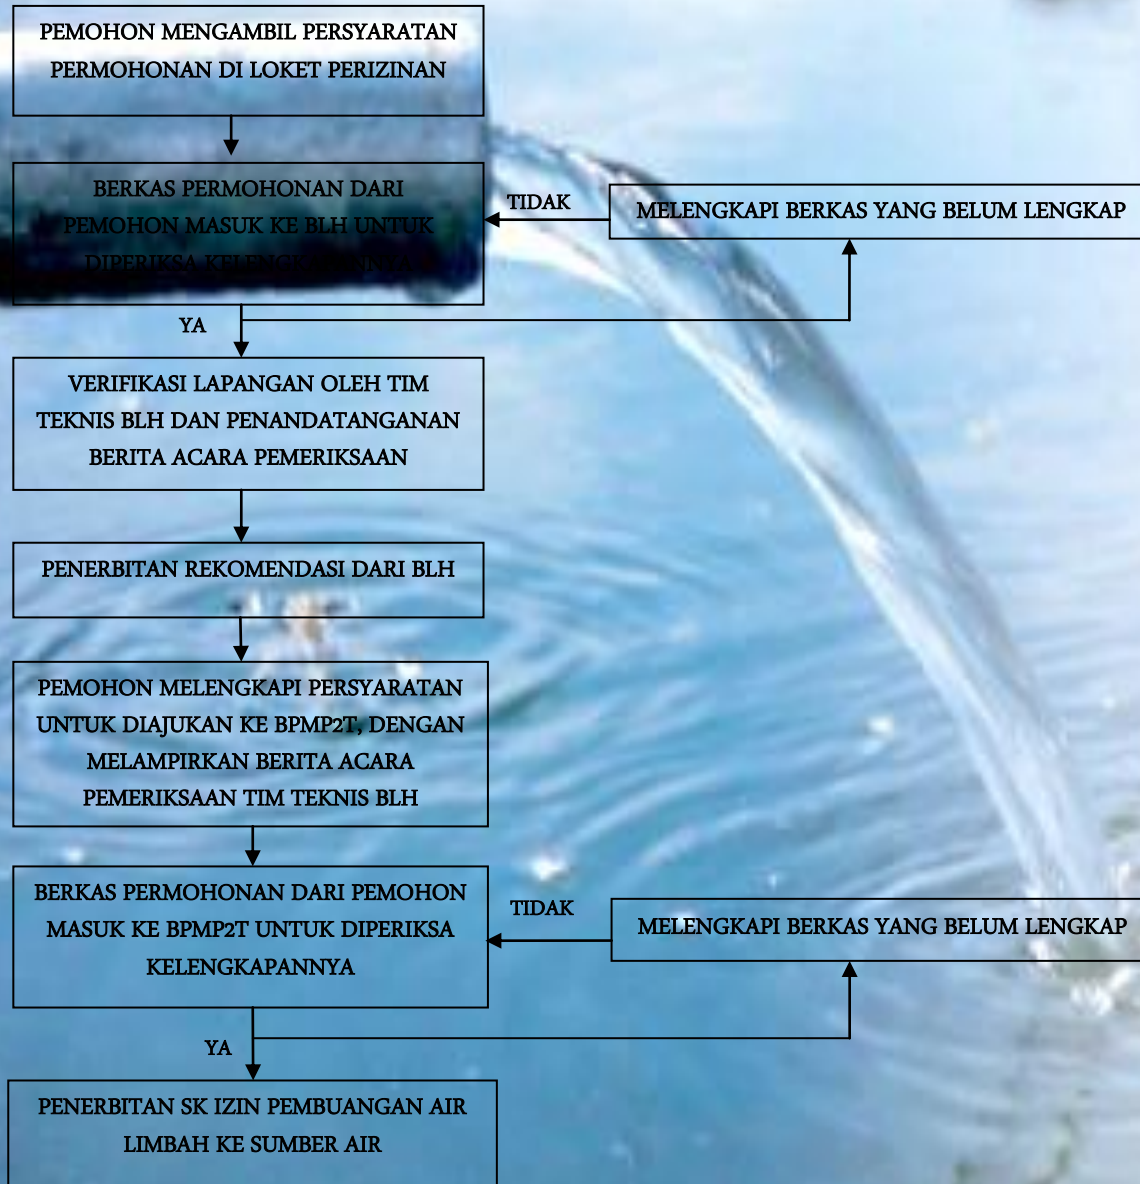 PEMOHON MENGAMBIL PERSYARATAN
PERMOHONAN DI LOKET PERIZINAN
BERKAS PERMOHONAN DARI
PEMOHON MASUK KE BLH UNTUK
DIPERIKSA KELENGKAPANNYA
TIDAK
MELENGKAPI BERKAS YANG BELUM LENGKAP
YA
VERIFIKASI LAPANGAN OLEH TIM
TEKNIS BLH DAN PENANDATANGANAN
BERITA ACARA PEMERIKSAAN
PENERBITAN REKOMENDASI DARI BLH
PEMOHON MELENGKAPI PERSYARATAN
UNTUK DIAJUKAN KE BPMP2T, DENGAN
MELAMPIRKAN BERITA ACARA
PEMERIKSAAN TIM TEKNIS BLH
BERKAS PERMOHONAN DARI PEMOHON
MASUK KE BPMP2T UNTUK DIPERIKSA
KELENGKAPANNYA
TIDAK
MELENGKAPI BERKAS YANG BELUM LENGKAP
YA
PENERBITAN SK IZIN PEMBUANGAN AIR
LIMBAH KE SUMBER AIR